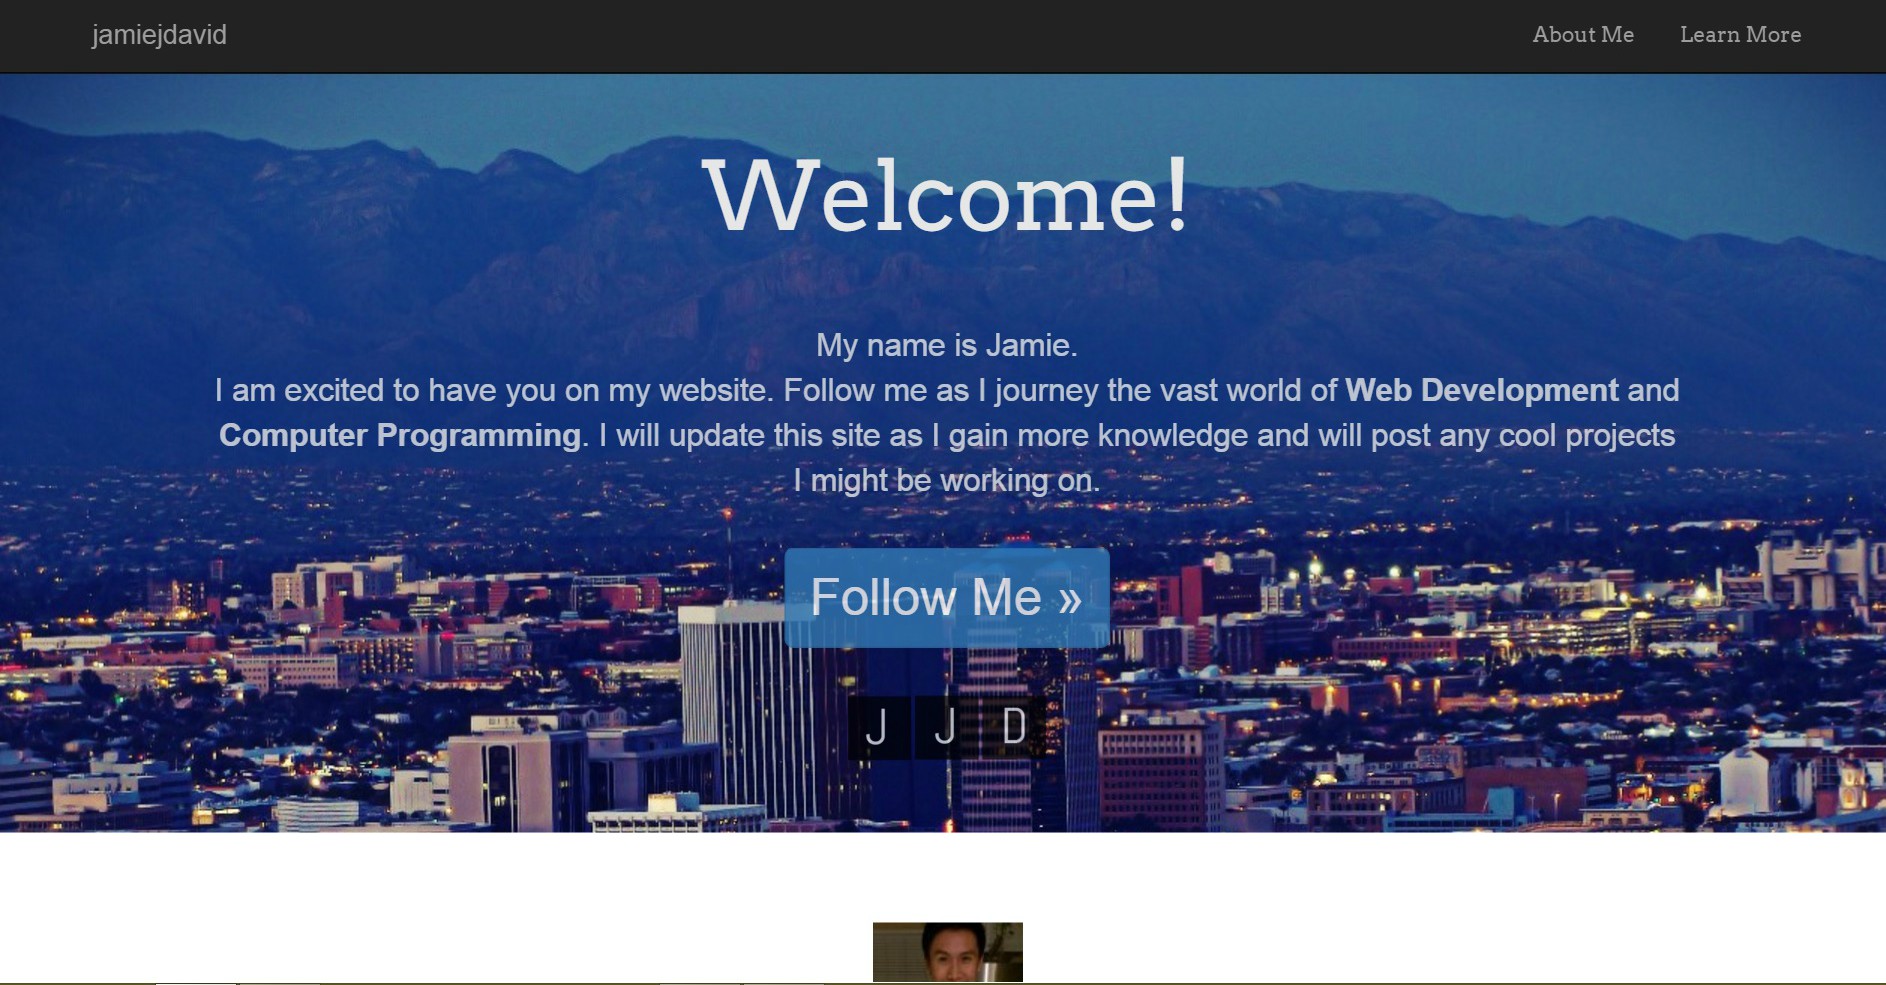 jamiejdavid
About Me
Learn More
Welcome!
My name is Jamie.
I am excited to have you on my website. Follow me as I journey the vast world of Web Development and
Computer Programming. I will update this site as I gain more knowledge and will post any cool projects
I might be working on.
Follow Me »
J J D